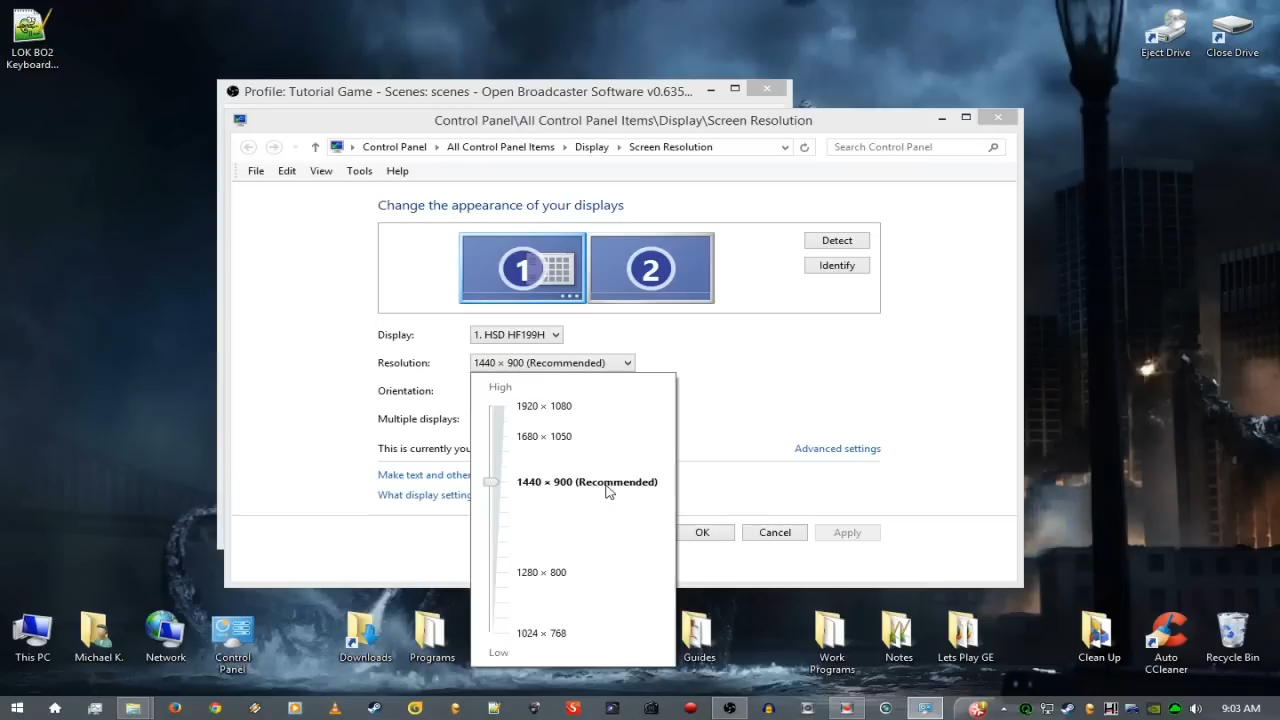 LOK BO2
Keyboard...
Eject Drive
Close Drive
Profile: Tutorial Game - Scenes: scenes - Open Broadcaster Software v0.635...
Control Panel\All Control Panel Items\Display\Screen Resolution
Control Panel
All Control Panel Items
Display
Screen Resolution
Search Control Panel
File Edit View Tools Help
Change the appearance of your displays
1
2
Detect
Identify
Display: 1. HSD HF199H
Resolution: 1440 × 900 (Recommended)
Orientation:
Multiple displays:
High
1920 × 1080
1680 × 1050
1440 × 900 (Recommended)
1280 × 800
1024 × 768
Low
This is currently you
Advanced settings
Make text and other
What display setting
OK
Cancel
Apply
This PC
Michael K.
Network
Control
Panel
Downloads
Programs
Guides
Work
Programs
Notes
Lets Play GE
Clean Up
Auto
CCleaner
Recycle Bin
9:03 AM